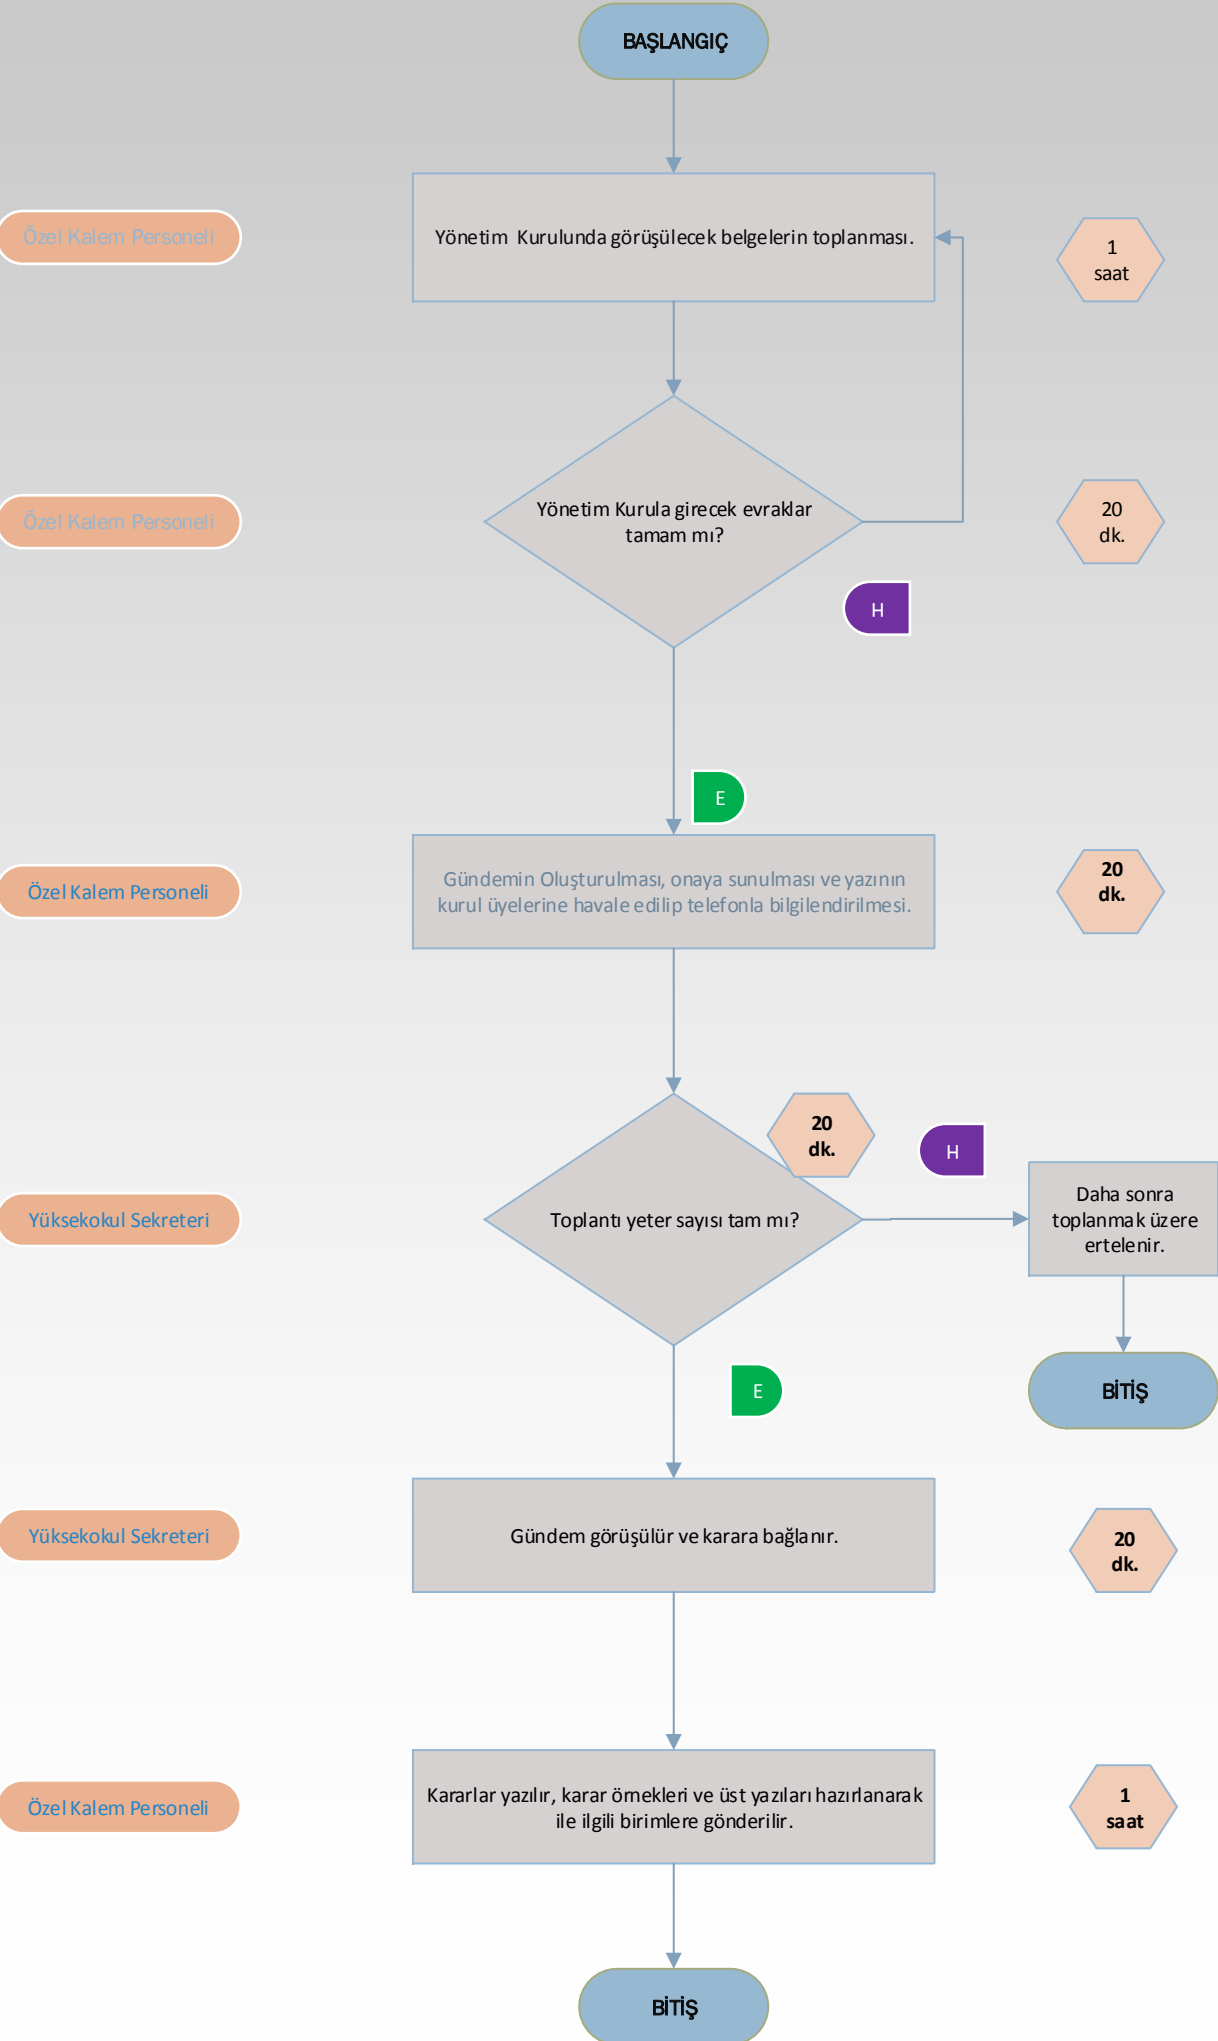 BAŞLANGIÇ
Özel Kalem Personeli
Yönetim Kurulunda görüşülecek belgelerin toplanması.
1
saat
Özel Kalem Personeli
Yönetim Kurula girecek evraklar
tamam mı?
20
dk.
H
E
Özel Kalem Personeli
Gündemin Oluşturulması, onaya sunulması ve yazının
kurul üyelerine havale edilip telefonla bilgilendirilmesi.
20
dk.
20
dk.
H
Yüksekokul Sekreteri
Toplantı yeter sayısı tam mı?
Daha sonra
toplanmak üzere
ertelenir.
E
BİTİŞ
Yüksekokul Sekreteri
Gündem görüşülür ve karara bağlanır.
20
dk.
Özel Kalem Personeli
Kararlar yazılır, karar örnekleri ve üst yazıları hazırlanarak
ile ilgili birimlere gönderilir.
1
saat
BİTİŞ